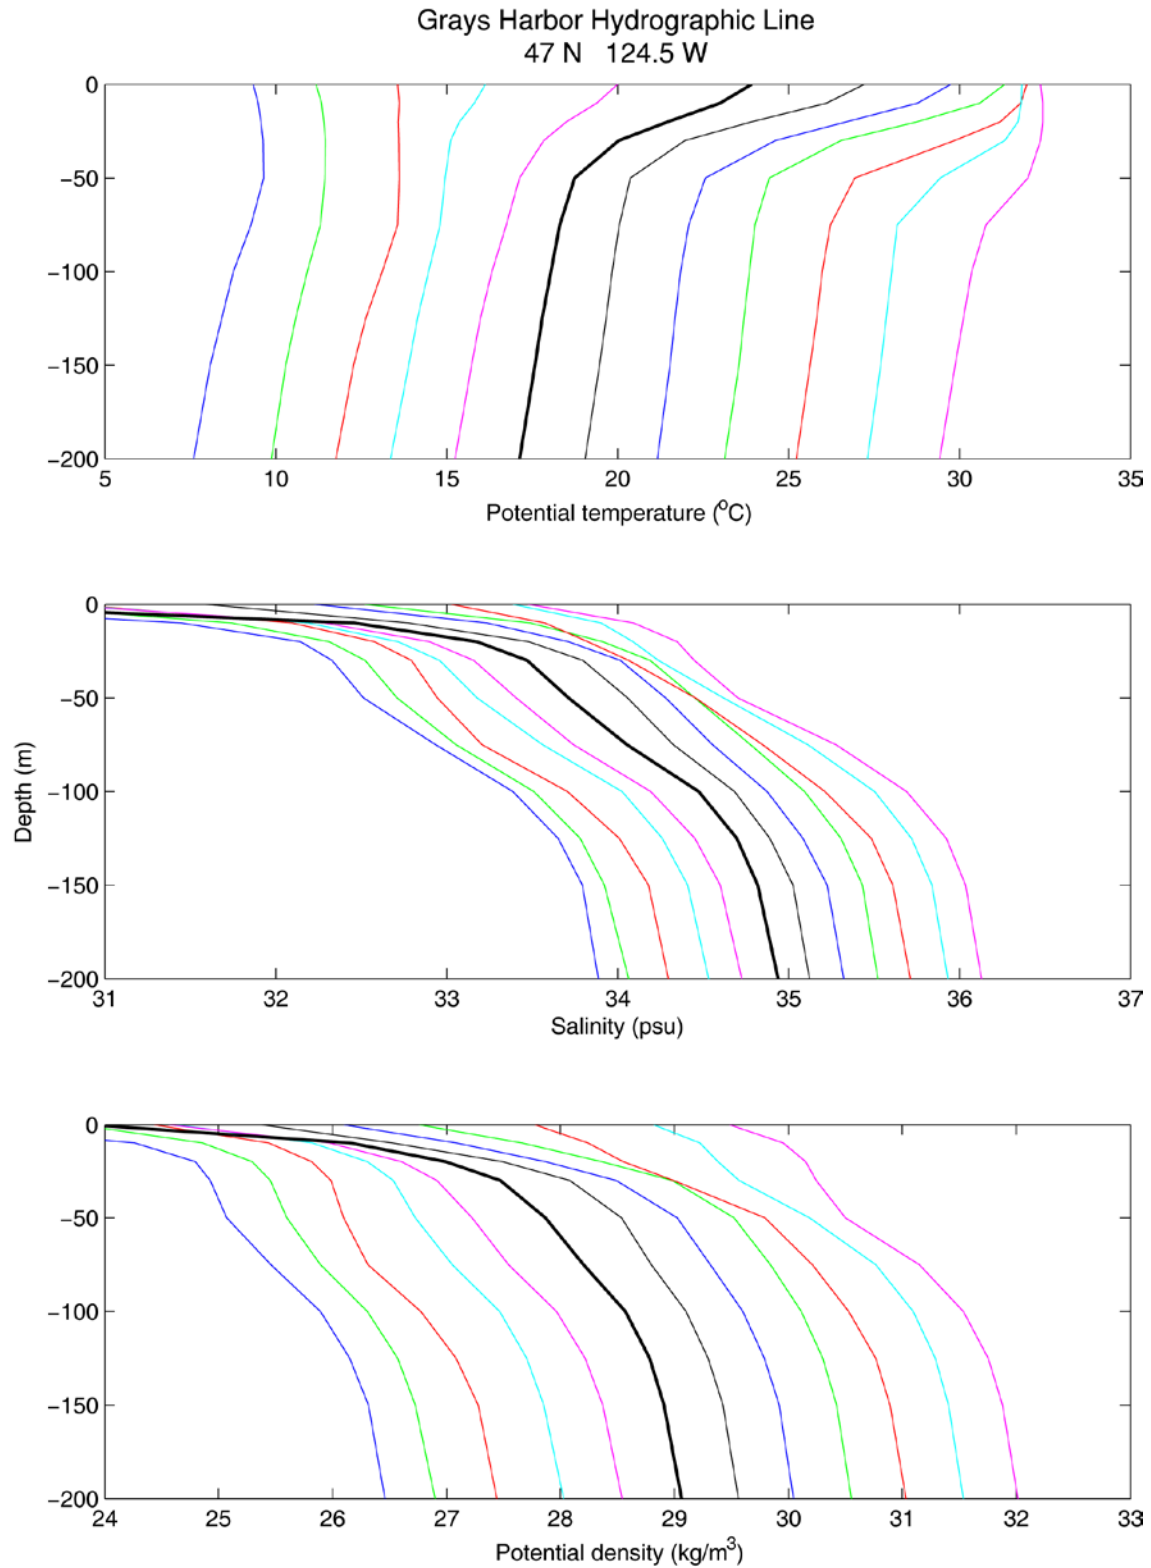 Grays Harbor Hydrographic Line
47 N 124.5 W
0
−50
−100
−150
−200
5 10 15 20 25 30 35
Potential temperature (°C)
0
−50
−100
−150
−200
31 32 33 34 35 36 37
Salinity (psu)
Depth (m)
0
−50
−100
−150
−200
24 25 26 27 28 29 30 31 32 33
Potential density (kg/m³)